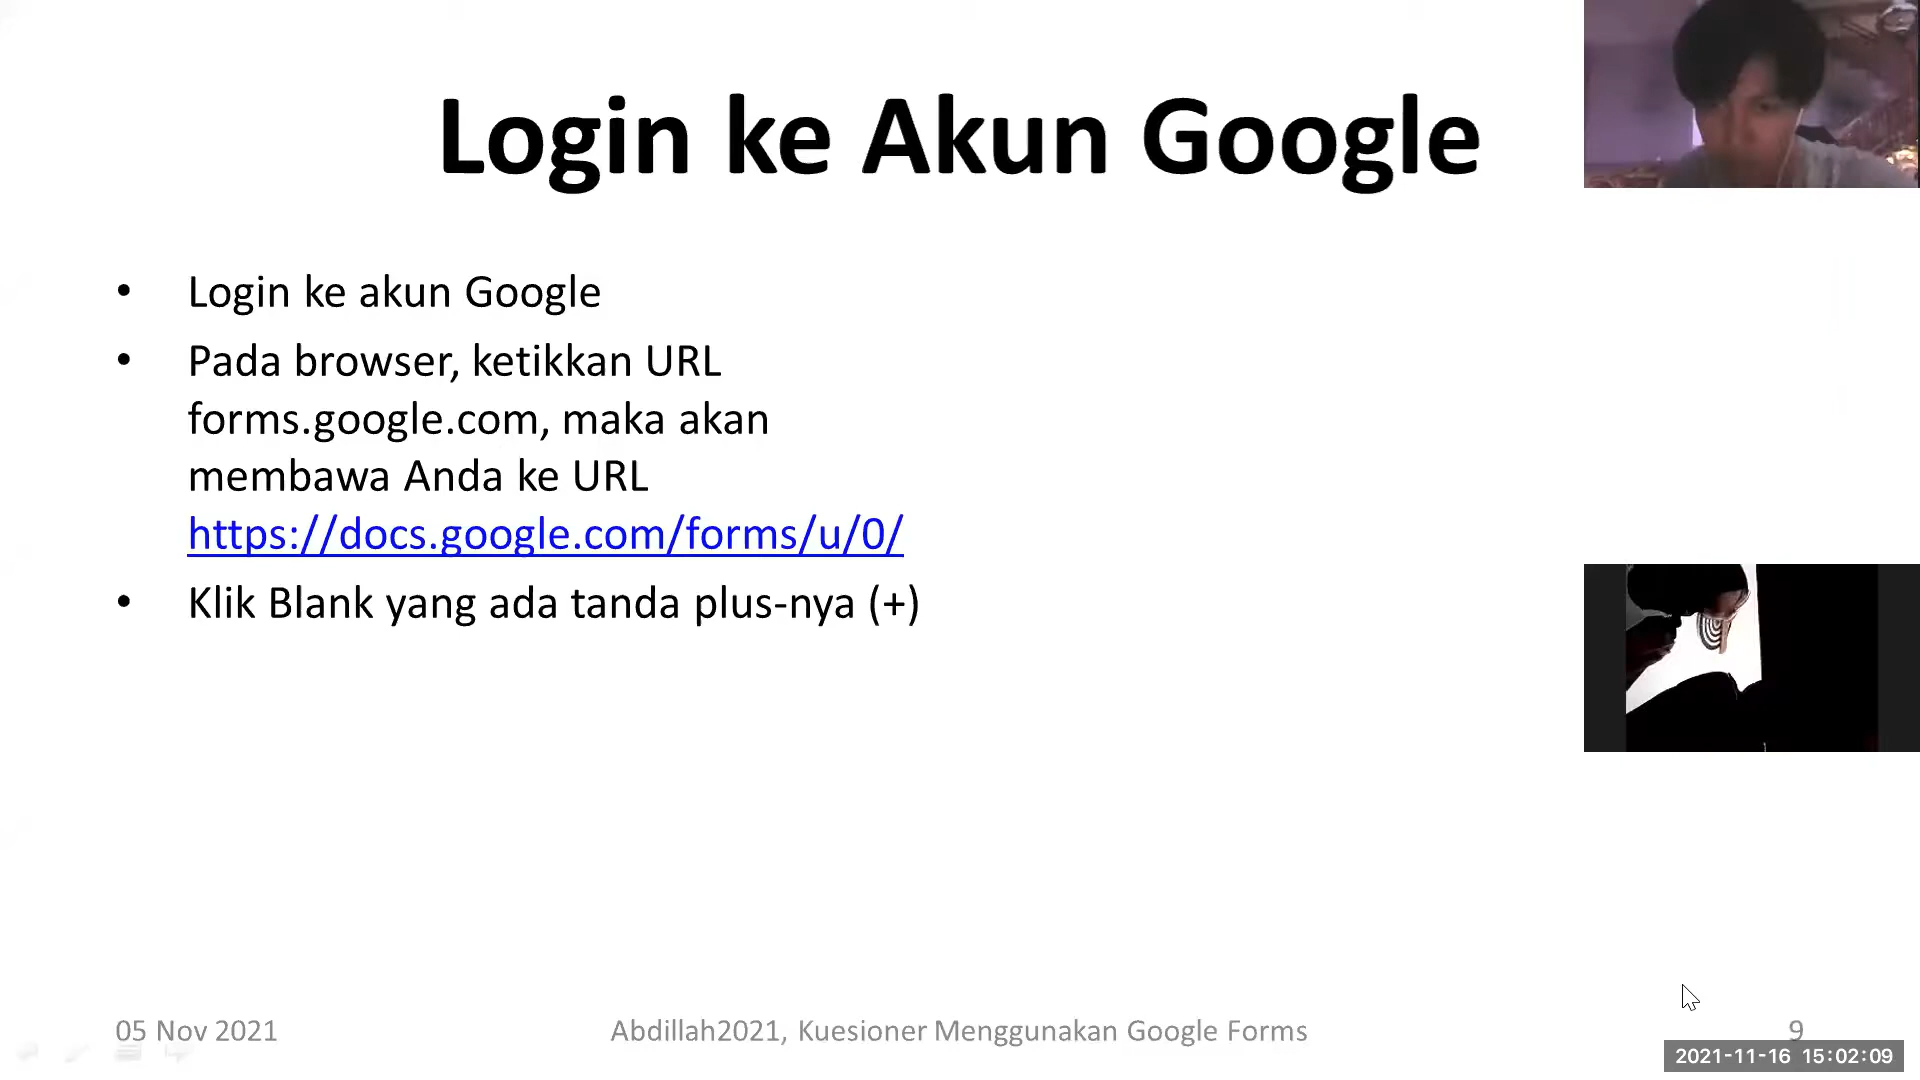 Login ke Akun Google
• Login ke akun Google
• Pada browser, ketikkan URL
forms.google.com, maka akan
membawa Anda ke URL
https://docs.google.com/forms/u/0/
• Klik Blank yang ada tanda plus-nya (+)
05 Nov 2021
Abdillah2021, Kuesioner Menggunakan Google Forms
9
2021-11-16 15:02:09